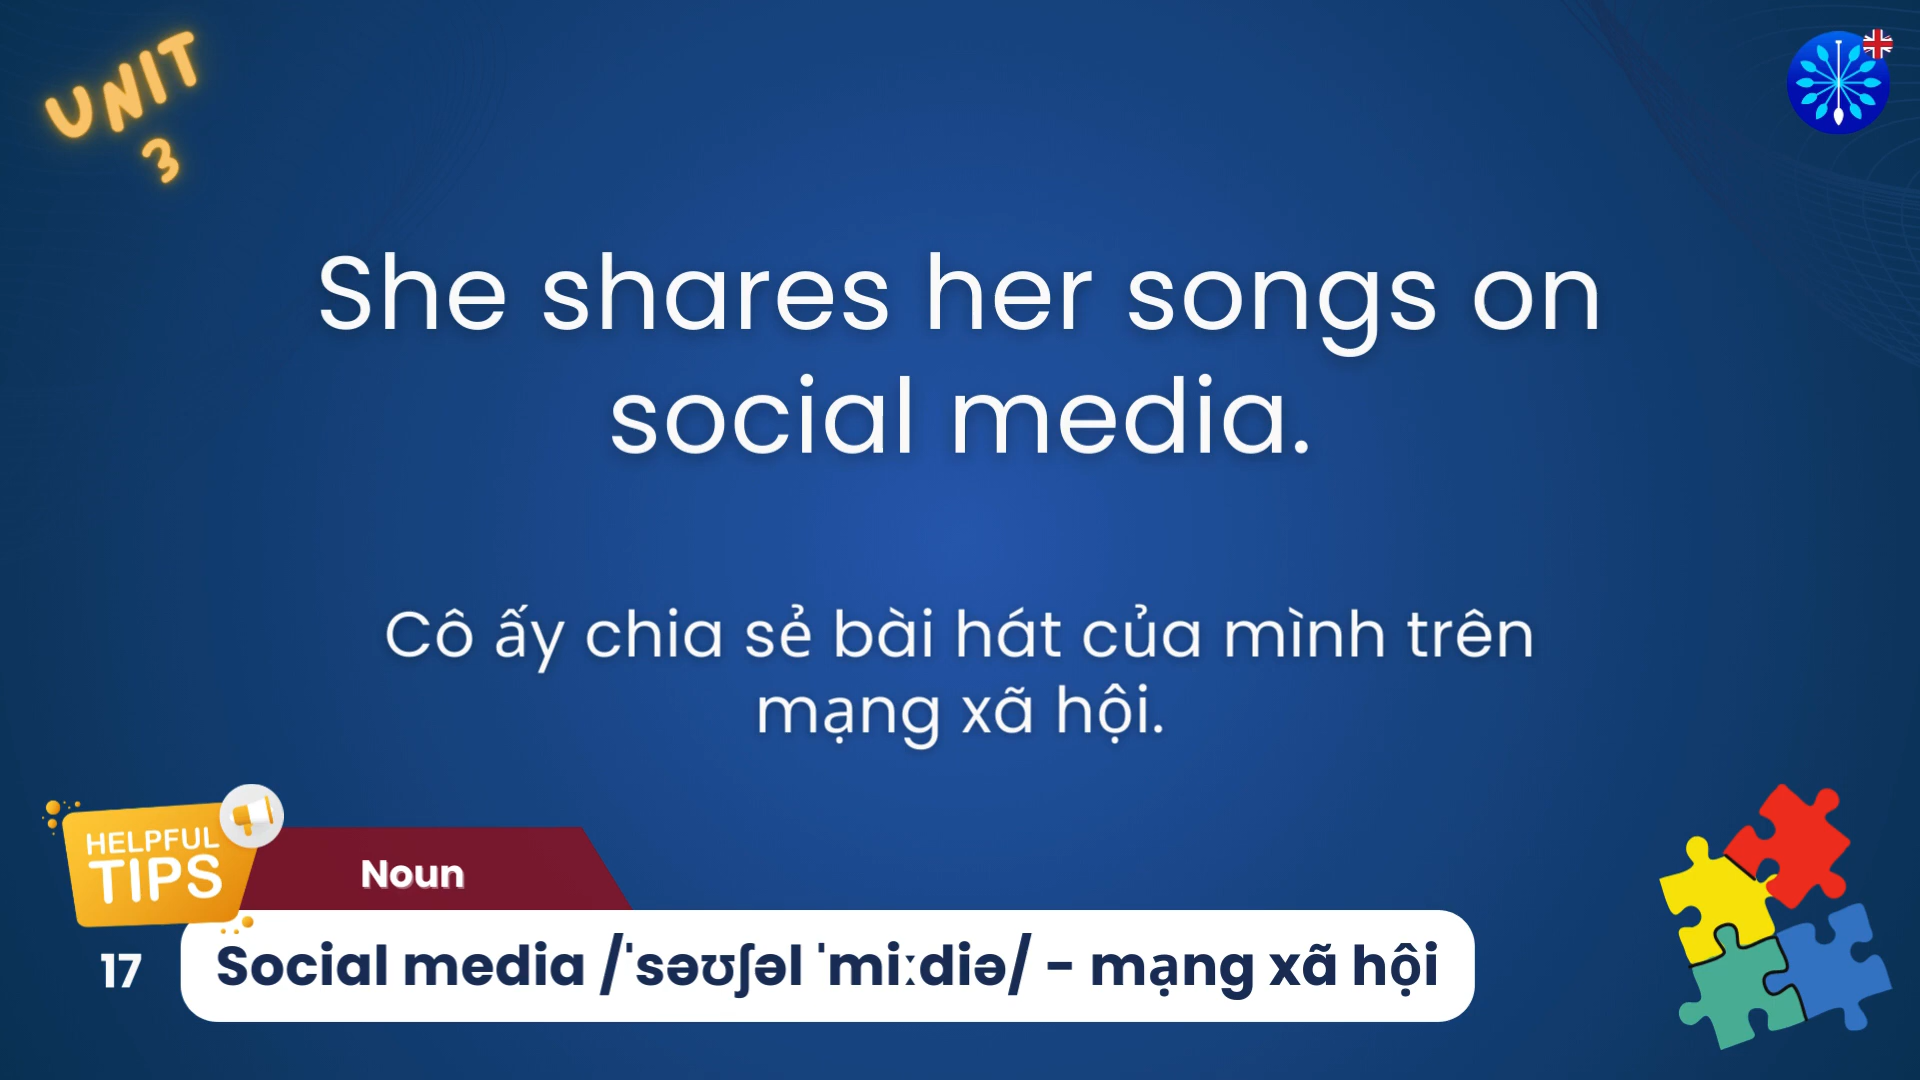 UNIT
3
She shares her songs on
social media.
Cô ấy chia sẻ bài hát của mình trên
mạng xã hội.
HELPFUL
TIPS
Noun
17
Social media /ˈsəʊʃəl ˈmiːdiə/ - mạng xã hội